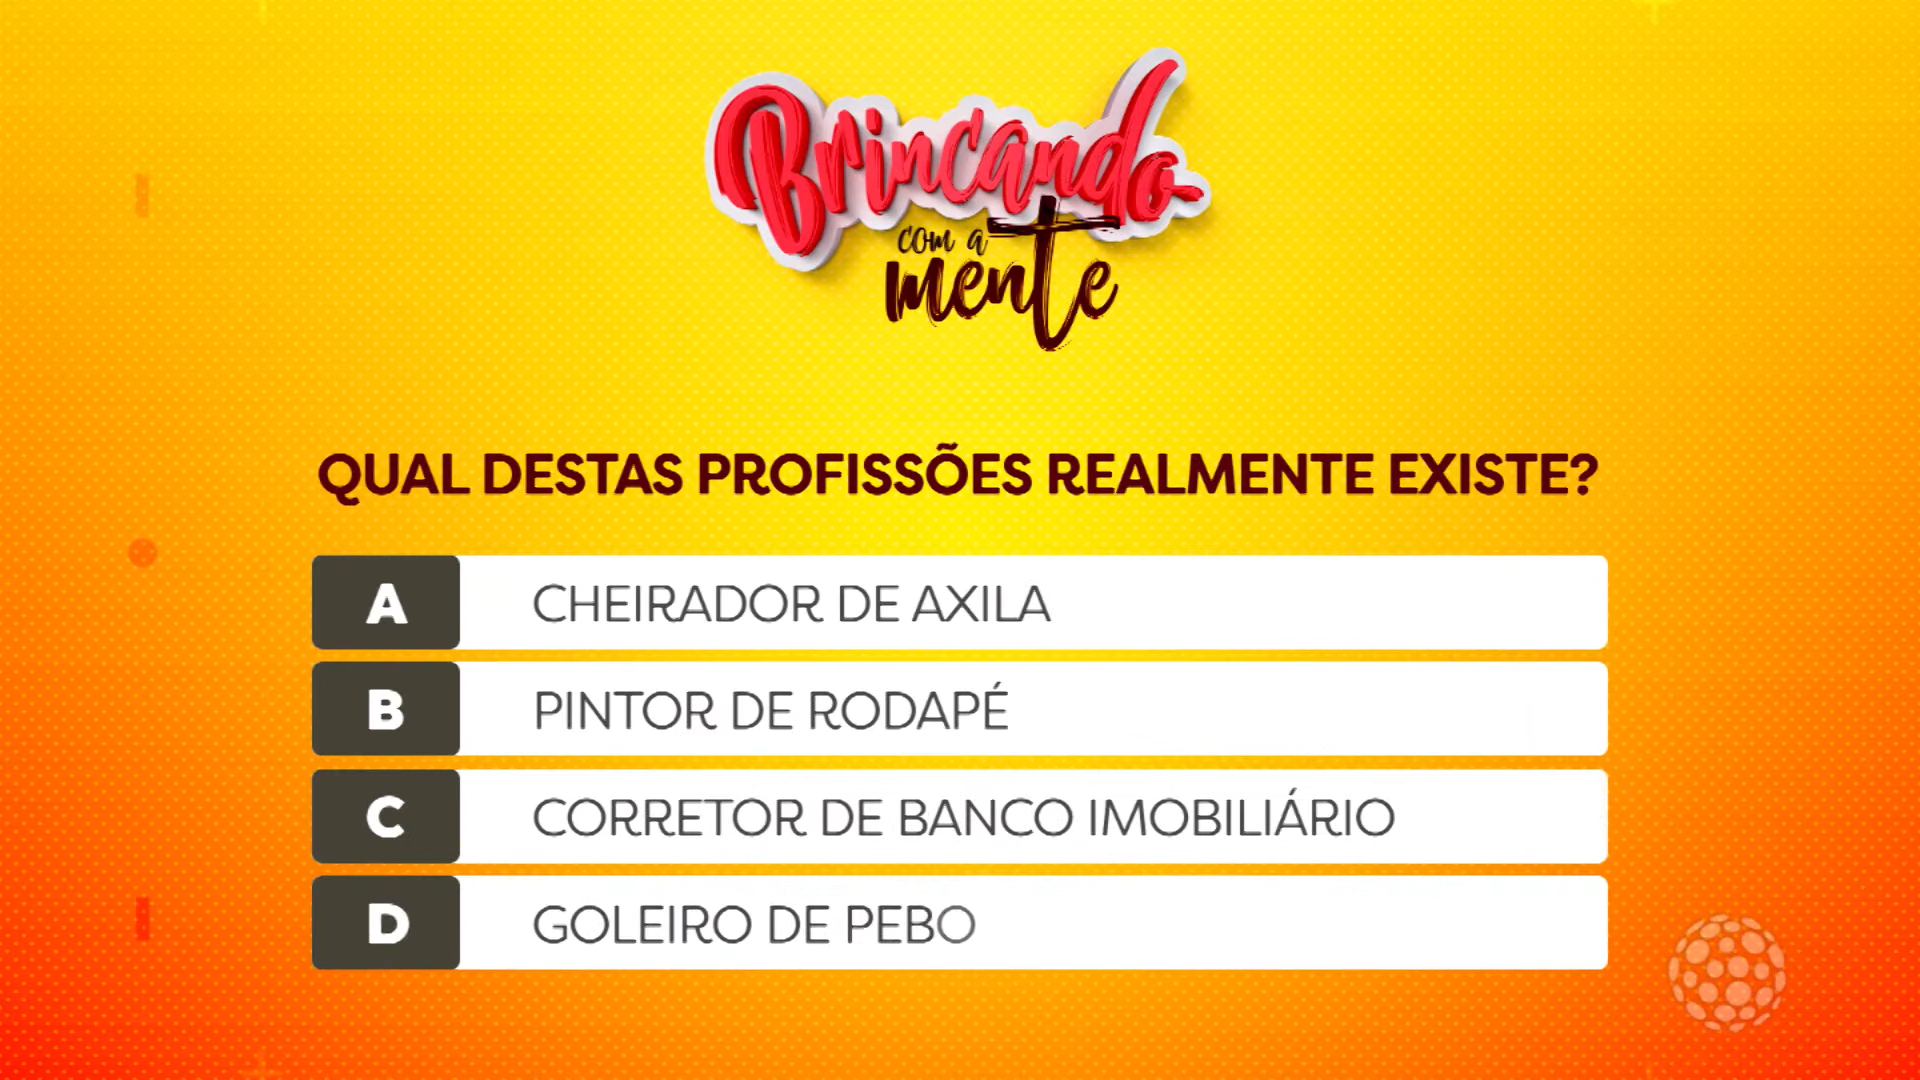 Brincando
com a
mente
QUAL DESTAS PROFISSÕES REALMENTE EXISTE?
A CHEIRADOR DE AXILA
B PINTOR DE RODAPÉ
C CORRETOR DE BANCO IMOBILIÁRIO
D GOLEIRO DE PEBO